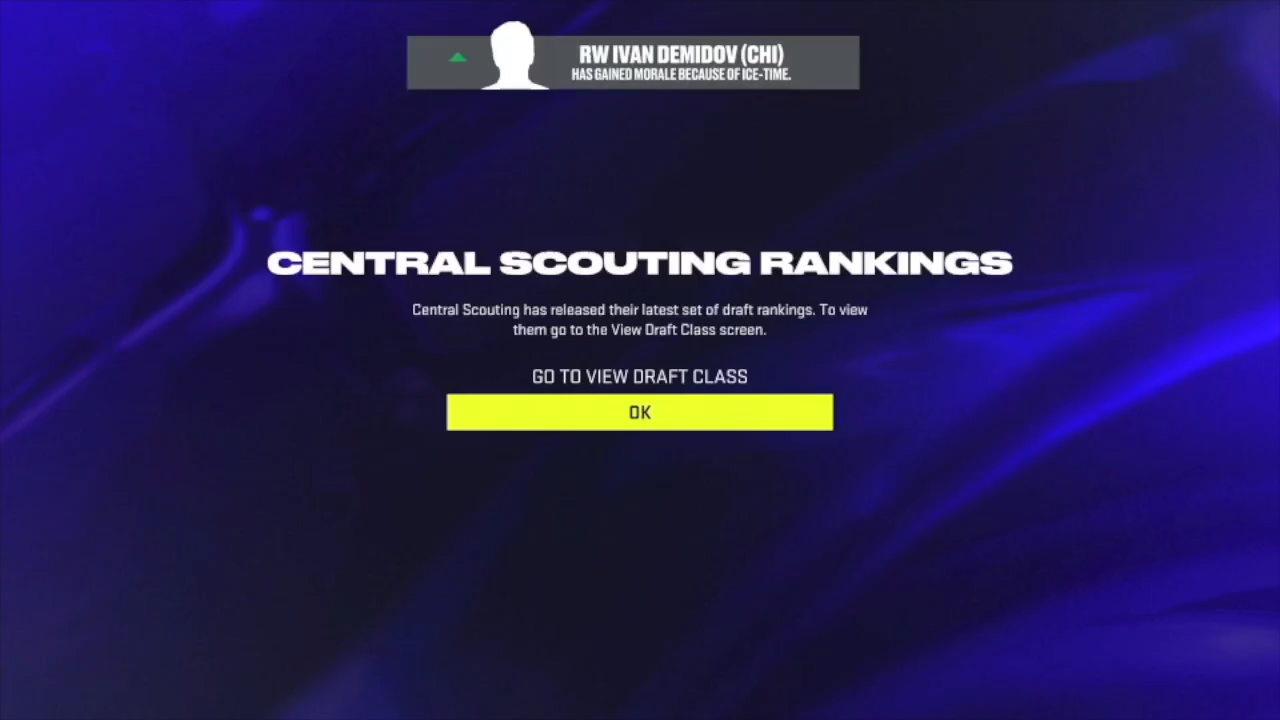 RW IVAN DEMIDOV (CHI)
HAS GAINED MORALE BECAUSE OF ICE-TIME.
CENTRAL SCOUTING RANKINGS
Central Scouting has released their latest set of draft rankings. To view
them go to the View Draft Class screen.
GO TO VIEW DRAFT CLASS
OK